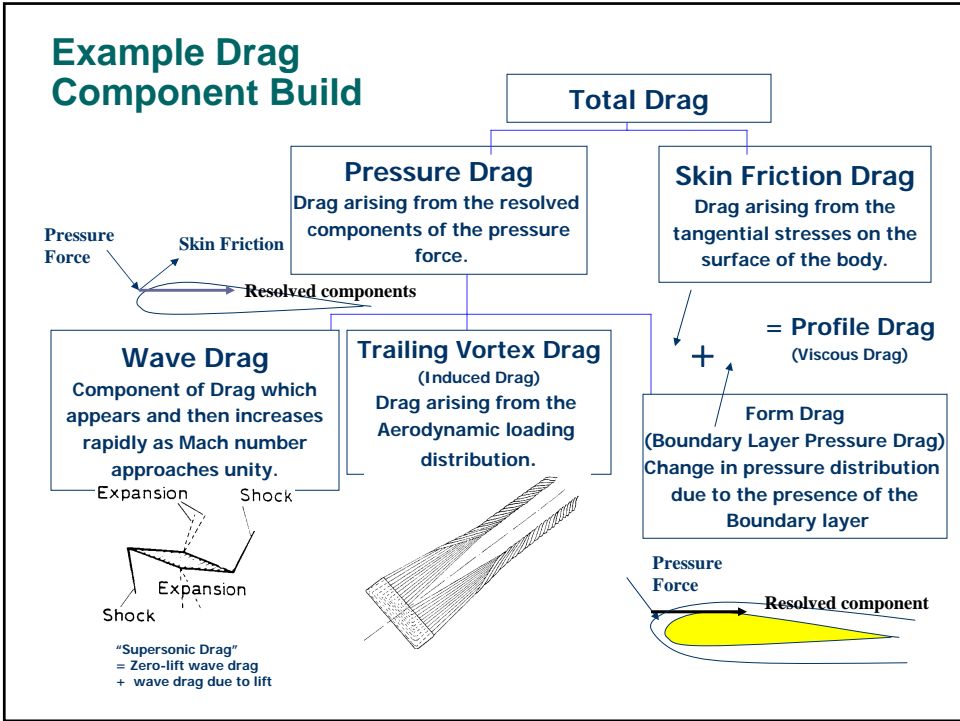 Example Drag
Component Build
Total Drag
Pressure Drag
Drag arising from the resolved
components of the pressure
force.
Skin Friction Drag
Drag arising from the
tangential stresses on the
surface of the body.
Pressure
Force
Skin Friction
Resolved components
Wave Drag
Component of Drag which
appears and then increases
rapidly as Mach number
approaches unity.
Trailing Vortex Drag
(Induced Drag)
Drag arising from the
Aerodynamic loading
distribution.
+
= Profile Drag
(Viscous Drag)
Form Drag
(Boundary Layer Pressure Drag)
Change in pressure distribution
due to the presence of the
Boundary layer
Expansion
Shock
Expansion
Shock
"Supersonic Drag"
= Zero-lift wave drag
+ wave drag due to lift
Pressure
Force
Resolved component